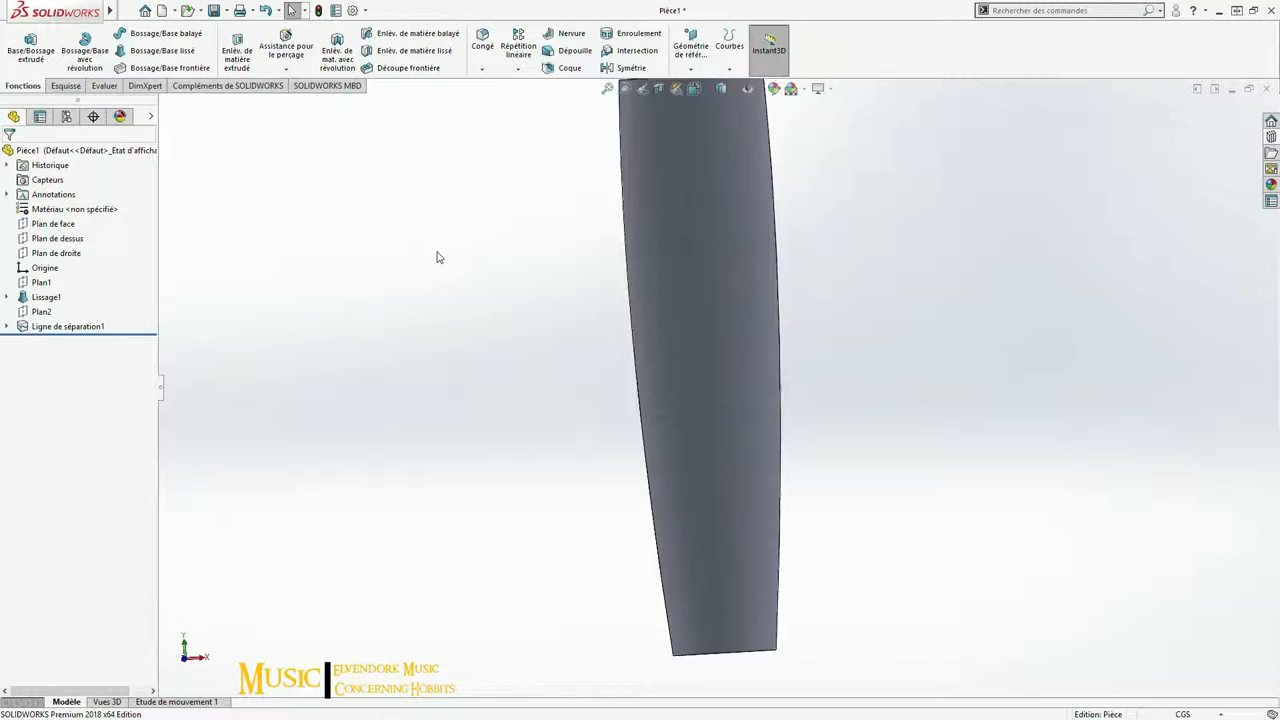 SOLIDWORKS
Pièce1 *
Rechercher des commandes
Base/Bossage extrudé
Bossage/Base avec révolution
Bossage/Base balayé
Bossage/Base lissé
Bossage/Base frontière
Enlèv. de matière extrudé
Assistance pour le perçage
Enlèv. de mat. avec révolution
Enlèv. de matière balayé
Enlèv. de matière lissé
Découpe frontière
Congé
Répétition linéaire
Nervure
Dépouille
Coque
Enroulement
Intersection
Symétrie
Géométrie de référ...
Courbes
Instant3D
Fonctions
Esquisse
Evaluer
DimXpert
Compléments de SOLIDWORKS
SOLIDWORKS MBD
Pièce1 (Défaut<<Défaut>_Etat d'afficha
Historique
Capteurs
Annotations
Matériau <non spécifié>
Plan de face
Plan de dessus
Plan de droite
Origine
Plan1
Lissage1
Plan2
Ligne de séparation1
Y
X
Music
Elvendork Music
Concerning Hobbits
Modèle
Vues 3D
Etude de mouvement 1
SOLIDWORKS Premium 2018 x64 Edition
Edition: Pièce
CGS